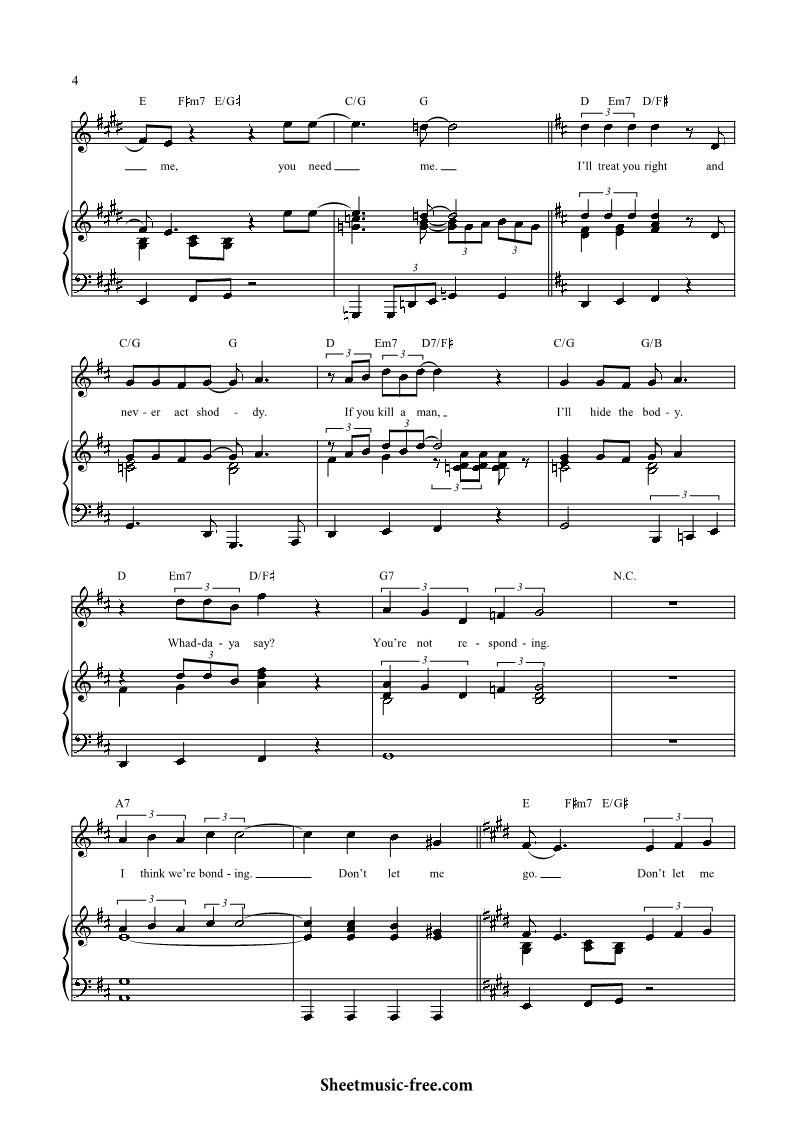 4
E F♯m7 E/G♯ C/G G D Em7 D/F♯
3
me, you need me. I'll treat you right and
3
3 3
3
C/G G D Em7 D7/F♯ C/G G/B
3 3
nev - er act shod - dy. If you kill a man, I'll hide the bod - y.
3 3
3
3
D Em7 D/F♯ G7 N.C.
3 3 3
Whad-da - ya say? You're not re - spond - ing.
3 3 3
A7 E F♯m7 E/G♯
3 3 3
I think we're bond - ing. Don't let me go. Don't let me
3 3 3
Sheetmusic-free.com